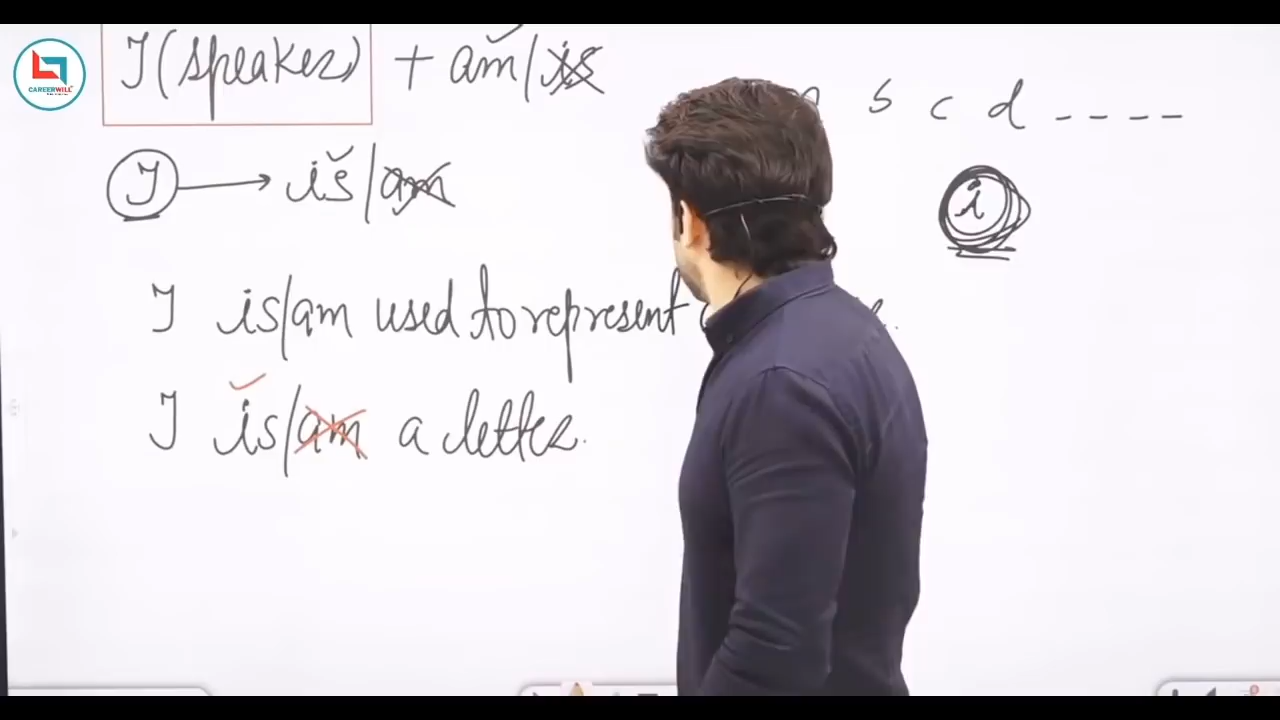 CAREERWILL
I (speaker) + am/is
b c d ----
I → is/am
i
I is/am used to represent
I is/am a letter.